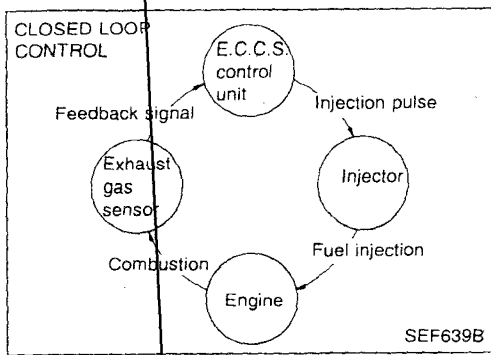 CLOSED LOOP
CONTROL
E.C.C.S.
control
unit
Feedback signal
Injection pulse
Exhaust
gas
sensor
Injector
Combustion
Fuel injection
Engine
SEF639B